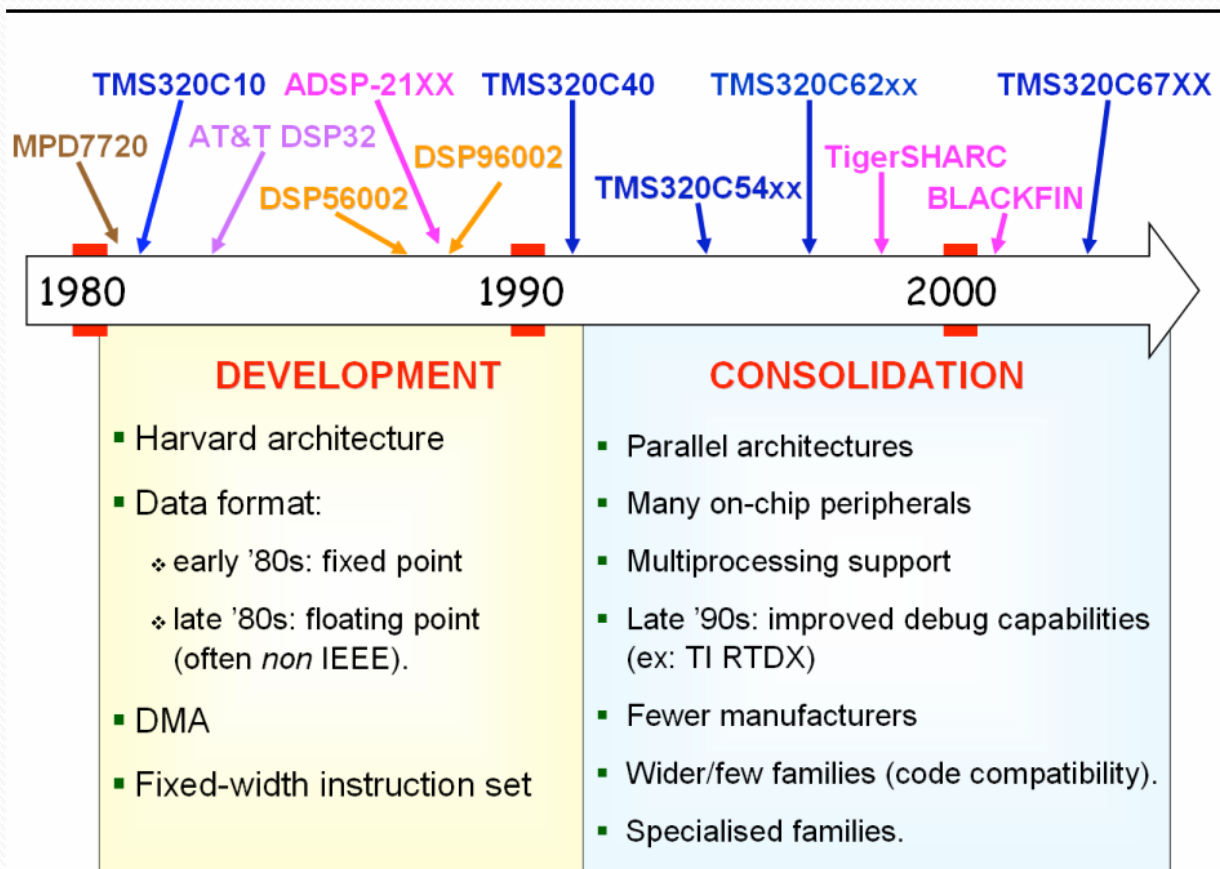 TMS320C10 ADSP-21XX TMS320C40 TMS320C62xx TMS320C67XX
MPD7720 AT&T DSP32 DSP96002 TigerSHARC
DSP56002 TMS320C54xx BLACKFIN
1980 1990 2000
DEVELOPMENT
▪ Harvard architecture
▪ Data format:
❖ early ’80s: fixed point
❖ late ’80s: floating point
(often non IEEE).
▪ DMA
▪ Fixed-width instruction set
CONSOLIDATION
▪ Parallel architectures
▪ Many on-chip peripherals
▪ Multiprocessing support
▪ Late ’90s: improved debug capabilities
(ex: TI RTDX)
▪ Fewer manufacturers
▪ Wider/few families (code compatibility).
▪ Specialised families.